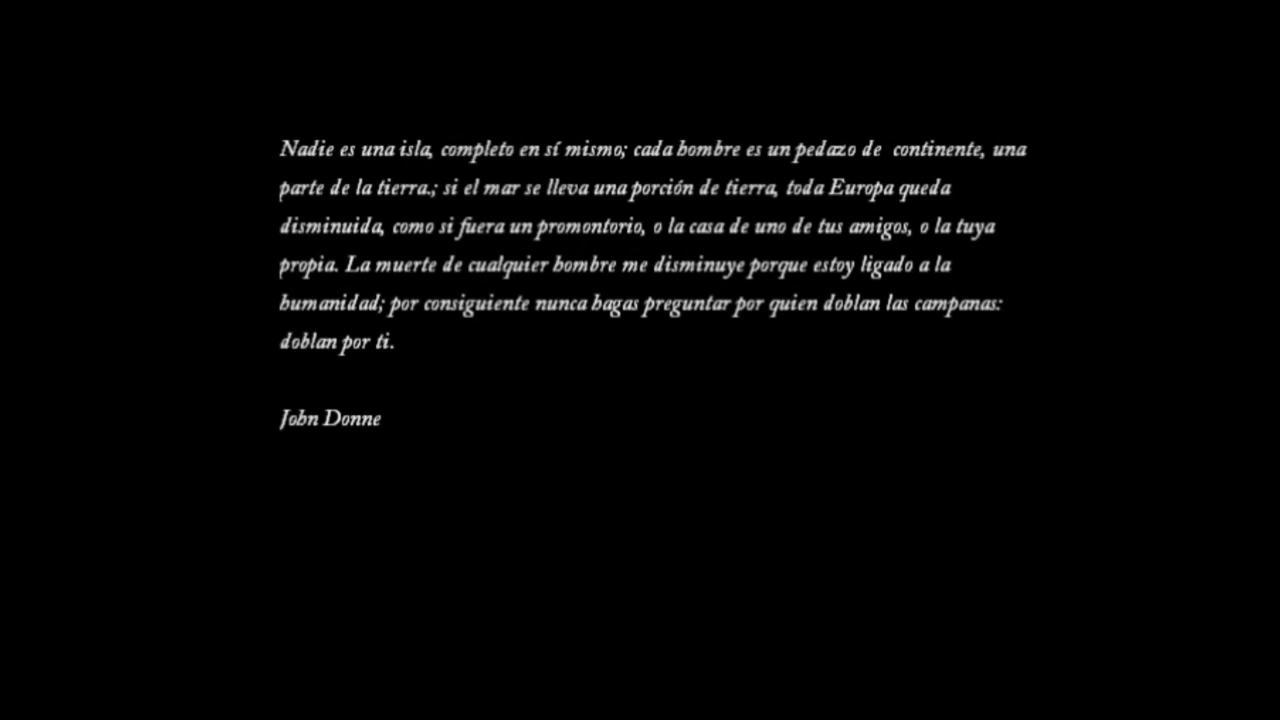 Nadie es una isla, completo en sí mismo; cada hombre es un pedazo de  continente, una
parte de la tierra.; si el mar se lleva una porción de tierra, toda Europa queda
disminuida, como si fuera un promontorio, o la casa de uno de tus amigos, o la tuya
propia. La muerte de cualquier hombre me disminuye porque estoy ligado a la
humanidad; por consiguiente nunca hagas preguntar por quien doblan las campanas:
doblan por ti.
John Donne